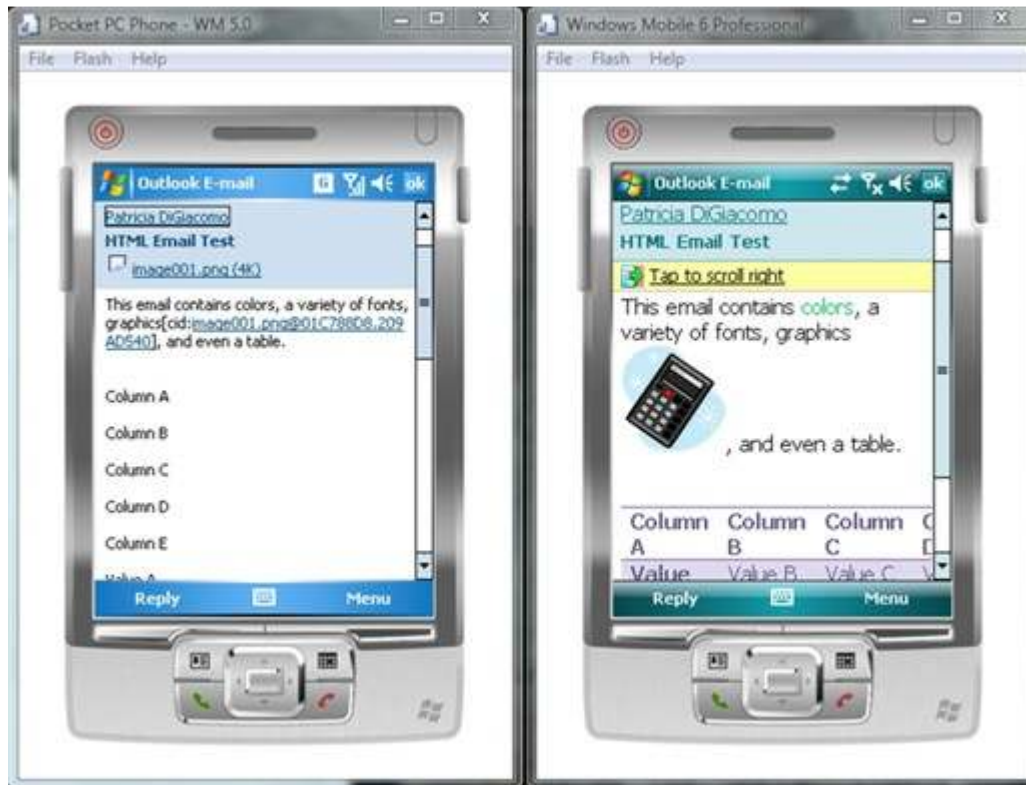 Pocket PC Phone - WM 5.0
File Flash Help
G
Outlook E-mail ok
Patricia DiGiacomo
HTML Email Test
image001.png (4K)
This email contains colors, a variety of fonts,
graphics[cid:image001.png@01C788D8.209
AD540], and even a table.
Column A
Column B
Column C
Column D
Column E
Value A
Reply Menu
Windows Mobile 6 Professional
File Flash Help
Outlook E-mail ok
Patricia DiGiacomo
HTML Email Test
Tap to scroll right
This email contains colors, a
variety of fonts, graphics
, and even a table.
Column Column Column
A B C
Value Value B Value C
Reply Menu